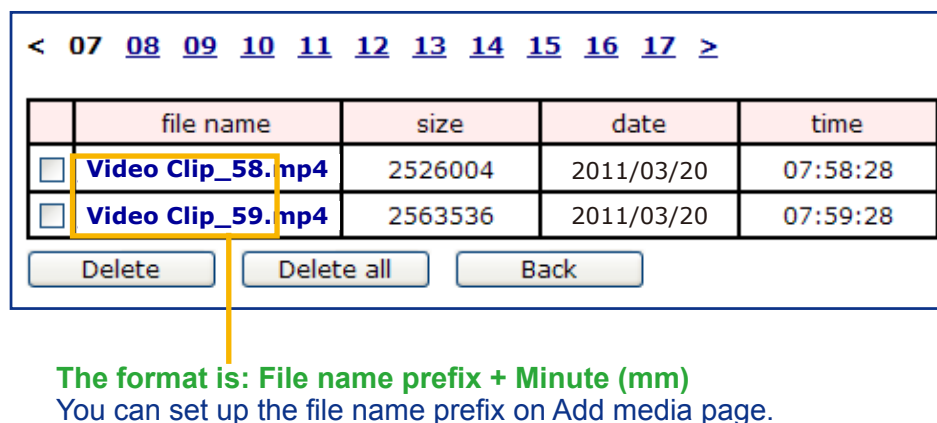 < 07 08 09 10 11 12 13 14 15 16 17 >
file name size date time
Video Clip_58.mp4 2526004 2011/03/20 07:58:28
Video Clip_59.mp4 2563536 2011/03/20 07:59:28
Delete Delete all Back
The format is: File name prefix + Minute (mm)
You can set up the file name prefix on Add media page.